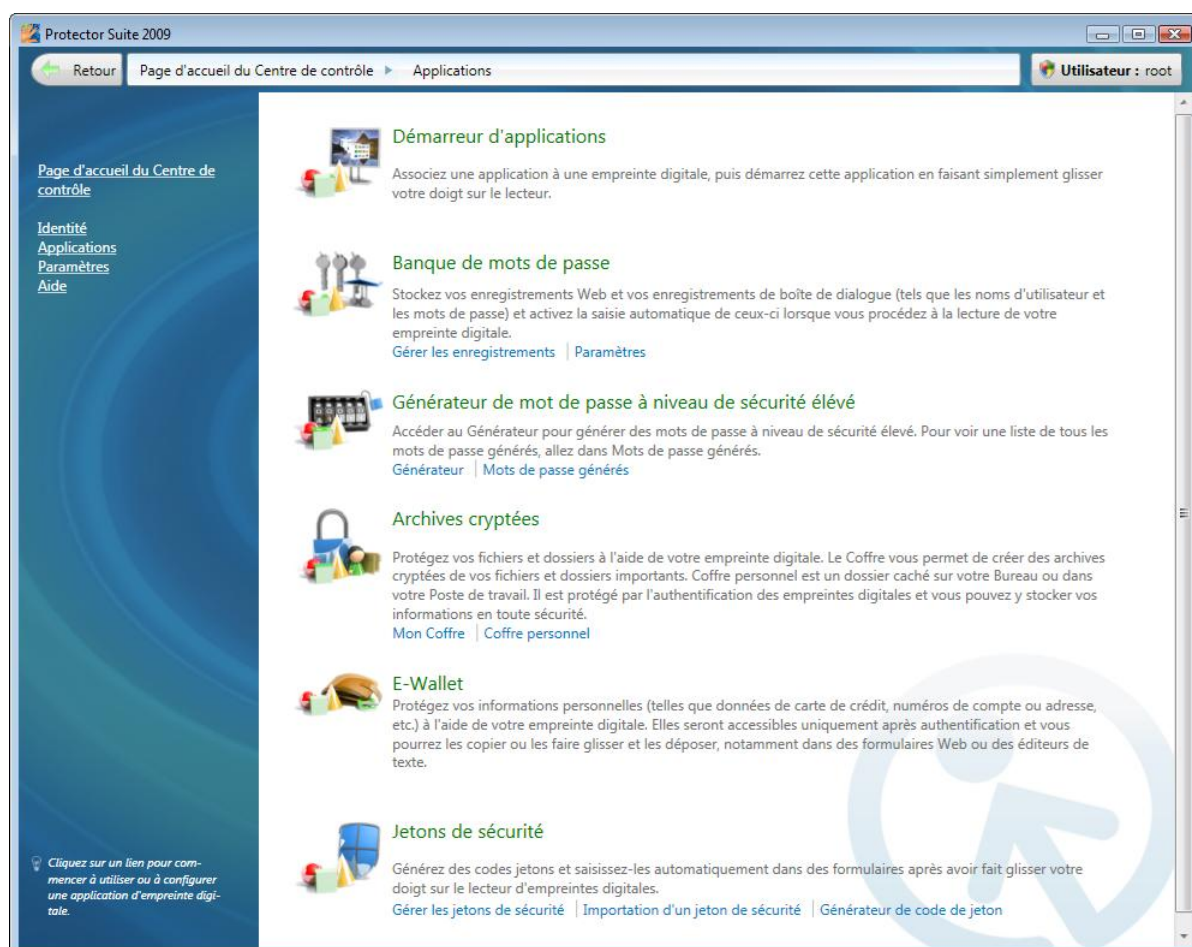 Protector Suite 2009
Retour
Page d'accueil du Centre de contrôle
Applications
Utilisateur : root
Page d'accueil du Centre de
contrôle
Identité
Applications
Paramètres
Aide
Cliquez sur un lien pour com-
mencer à utiliser ou à configurer
une application d'empreinte digi-
tale.
Démarreur d'applications
Associez une application à une empreinte digitale, puis démarrez cette application en faisant simplement glisser
votre doigt sur le lecteur.
Banque de mots de passe
Stockez vos enregistrements Web et vos enregistrements de boîte de dialogue (tels que les noms d'utilisateur et
les mots de passe) et activez la saisie automatique de ceux-ci lorsque vous procédez à la lecture de votre
empreinte digitale.
Gérer les enregistrements | Paramètres
Générateur de mot de passe à niveau de sécurité élévé
Accéder au Générateur pour générer des mots de passe à niveau de sécurité élevé. Pour voir une liste de tous les
mots de passe générés, allez dans Mots de passe générés.
Générateur | Mots de passe générés
Archives cryptées
Protégez vos fichiers et dossiers à l'aide de votre empreinte digitale. Le Coffre vous permet de créer des archives
cryptées de vos fichiers et dossiers importants. Coffre personnel est un dossier caché sur votre Bureau ou dans
votre Poste de travail. Il est protégé par l'authentification des empreintes digitales et vous pouvez y stocker vos
informations en toute sécurité.
Mon Coffre | Coffre personnel
E-Wallet
Protégez vos informations personnelles (telles que données de carte de crédit, numéros de compte ou adresse,
etc.) à l'aide de votre empreinte digitale. Elles seront accessibles uniquement après authentification et vous
pourrez les copier ou les faire glisser et les déposer, notamment dans des formulaires Web ou des éditeurs de
texte.
Jetons de sécurité
Générez des codes jetons et saisissez-les automatiquement dans des formulaires après avoir fait glisser votre
doigt sur le lecteur d'empreintes digitales.
Gérer les jetons de sécurité | Importation d'un jeton de sécurité | Générateur de code de jeton